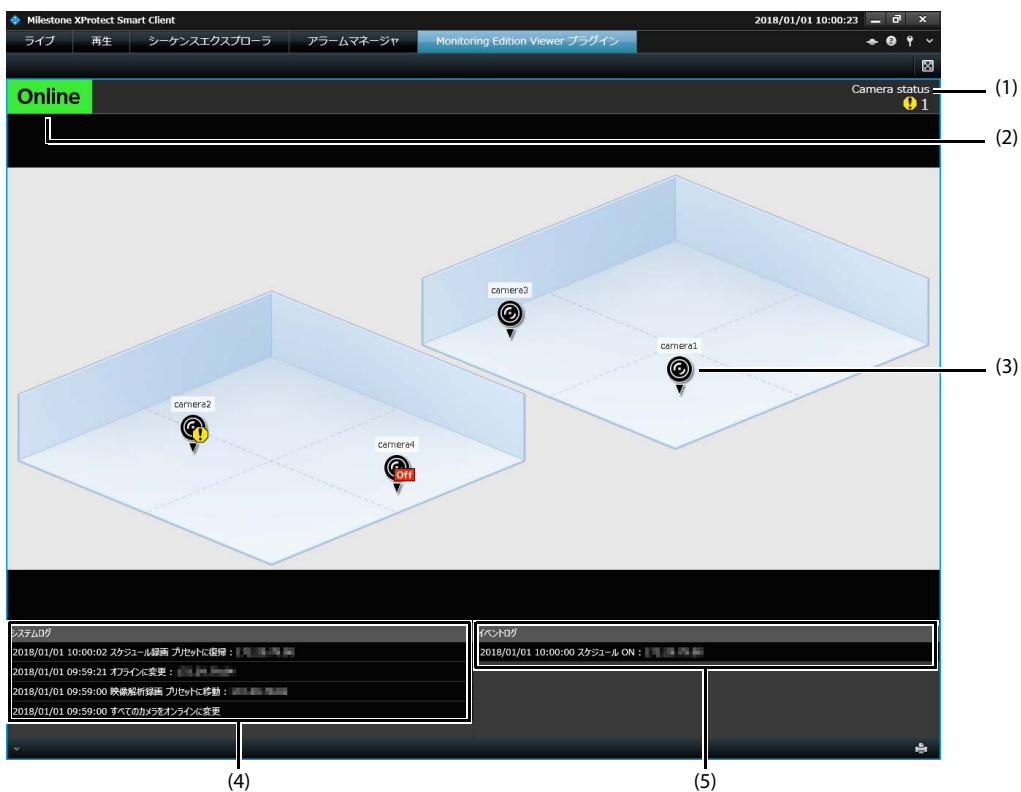 Milestone XProtect Smart Client
2018/01/01 10:00:23
ライブ 再生 シーケンスエクスプローラ アラームマネージャ Monitoring Edition Viewer プラグイン
Online
Camera status
1
(1)
(2)
camera3
camera1
(3)
camera2
camera4
Off
システムログ
2018/01/01 10:00:02 スケジュール録画 プリセットに復帰：
2018/01/01 09:59:21 オフラインに変更：
2018/01/01 09:59:00 映像解析録画 プリセットに移動：
2018/01/01 09:59:00 すべてのカメラをオンラインに変更
イベントログ
2018/01/01 10:00:00 スケジュール ON：
(4)
(5)